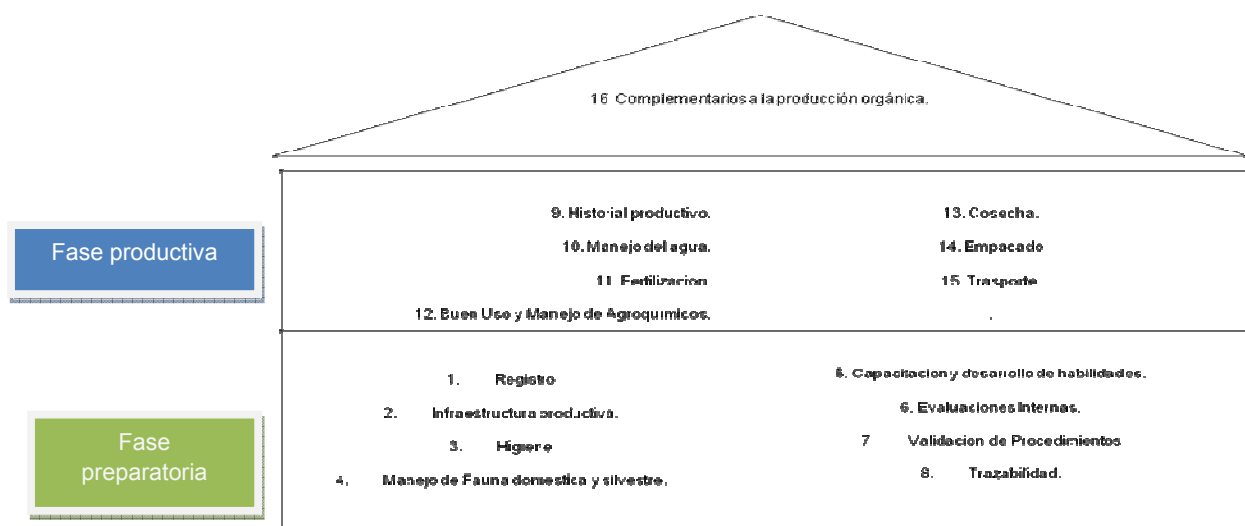 16 Complementarios a la producción orgánica.
Fase productiva
9. Historial productivo.
10. Manejo del agua.
11. Fertilizacion
12. Buen Uso y Manejo de Agroquimicos.
13. Cosecha.
14. Empacado
15. Trasporte
.
Fase
preparatoria
1. Registro
2. Infraestructura productiva.
3. Higiene
4. Manejo de Fauna domestica y silvestre.
5. Capacitacion y desarrollo de habilidades.
6. Evaluaciones Internas.
7 Validacion de Procedimientos
8. Trazabilidad.